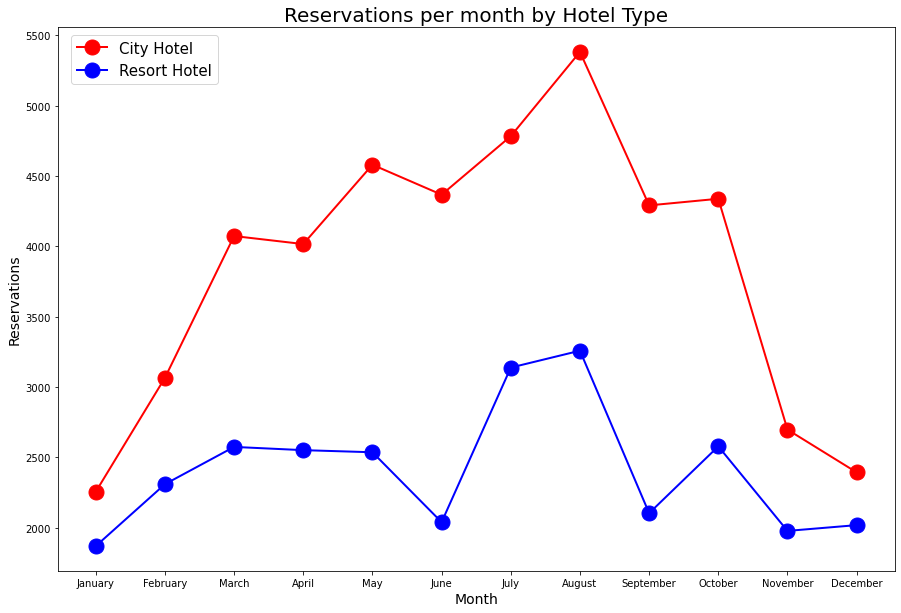 Reservations per month by Hotel Type
City Hotel
Resort Hotel
Reservations
5500
5000
4500
4000
3500
3000
2500
2000
January February March April May June July August September October November December
Month